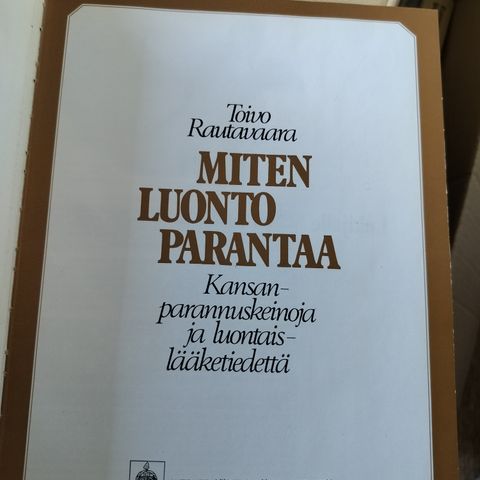 Toivo
Rautavaara
MITEN
LUONTO
PARANTAA
Kansan-
parannuskeinoja
ja luontais-
lääketiedettä